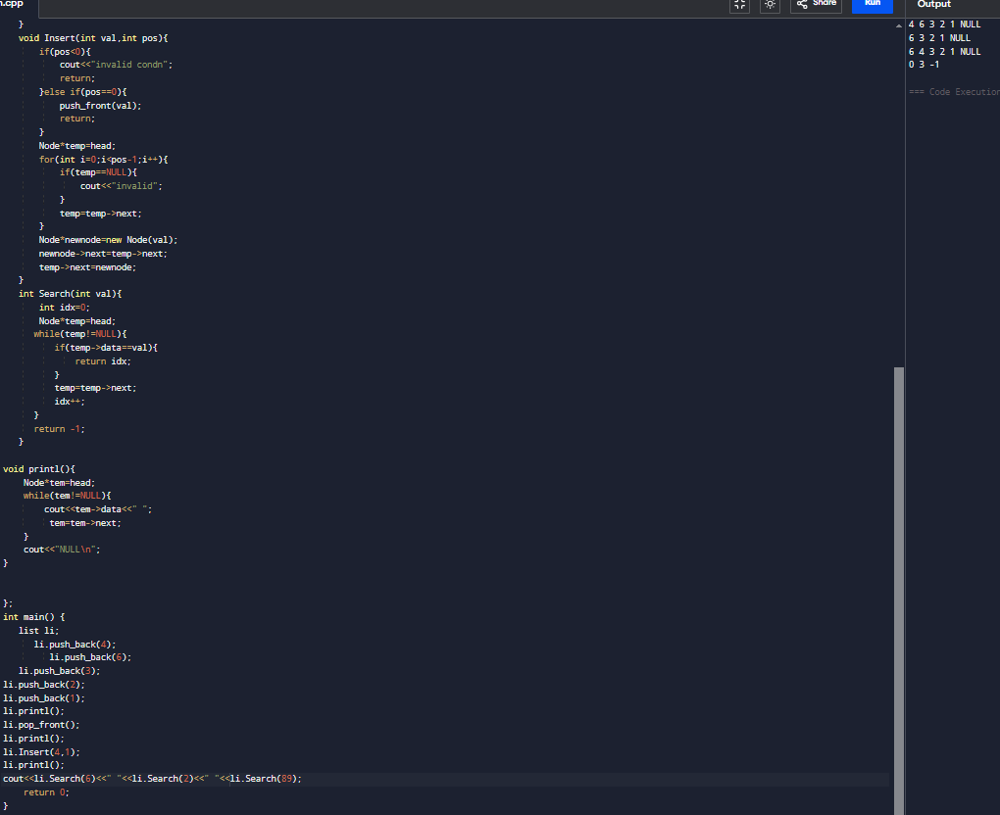 n.cpp
Share
Run
Output
}
void Insert(int val,int pos){
if(pos<0){
cout<<"invalid condn";
return;
}else if(pos==0){
push_front(val);
return;
}
Node*temp=head;
for(int i=0;i<pos-1;i++){
if(temp==NULL){
cout<<"invalid";
}
temp=temp->next;
}
Node*newnode=new Node(val);
newnode->next=temp->next;
temp->next=newnode;
}
int Search(int val){
int idx=0;
Node*temp=head;
while(temp!=NULL){
if(temp->data==val){
return idx;
}
temp=temp->next;
idx++;
}
return -1;
}
void printl(){
Node*tem=head;
while(tem!=NULL){
cout<<tem->data<<" ";
tem=tem->next;
}
cout<<"NULL\n";
}
};
int main() {
list li;
li.push_back(4);
li.push_back(6);
li.push_back(3);
li.push_back(2);
li.push_back(1);
li.printl();
li.pop_front();
li.printl();
li.Insert(4,1);
li.printl();
cout<<li.Search(6)<<" "<<li.Search(2)<<" "<<li.Search(89);
return 0;
}
4 6 3 2 1 NULL
6 3 2 1 NULL
6 4 3 2 1 NULL
0 3 -1
=== Code Execution